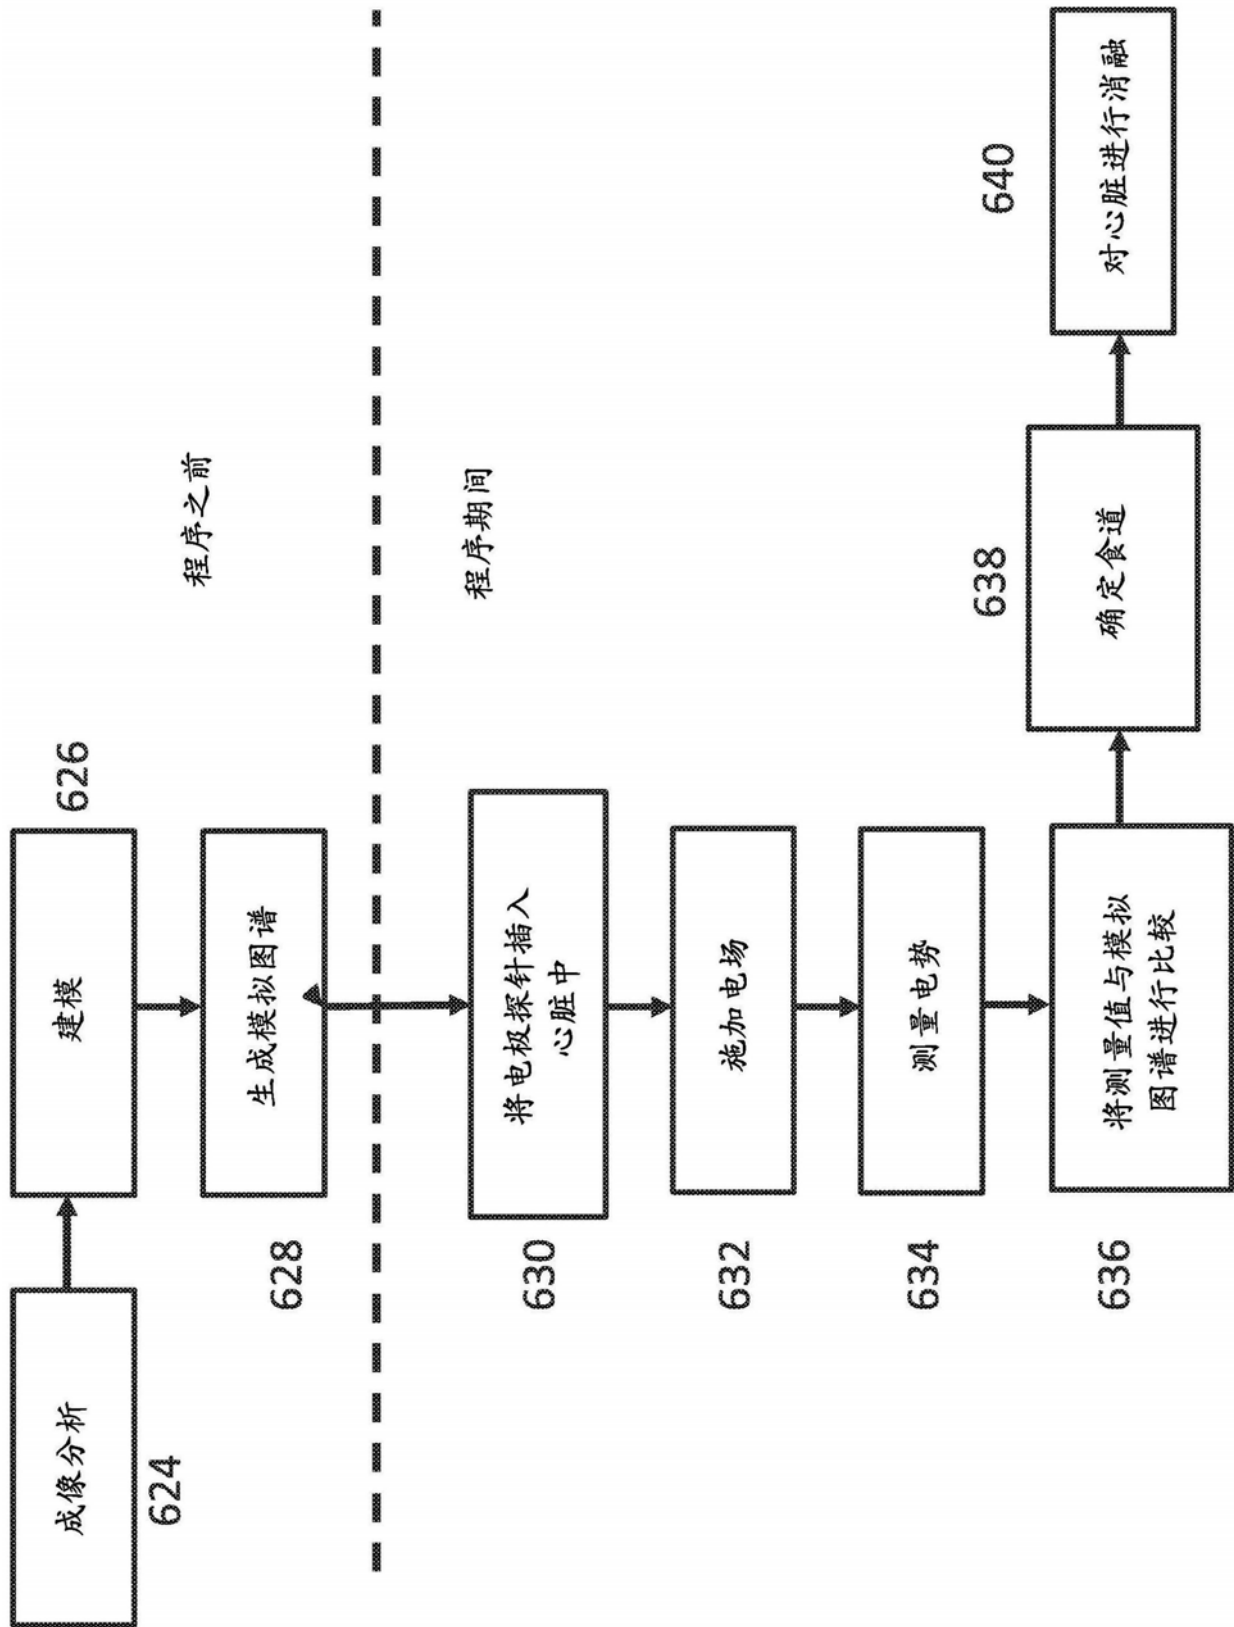 成像分析
624
建模
626
生成模拟图谱
628
程序之前
程序期间
将电极探针插入
心脏中
630
施加电场
632
测量电势
634
将测量值与模拟
图谱进行比较
636
确定食道
638
对心脏进行消融
640